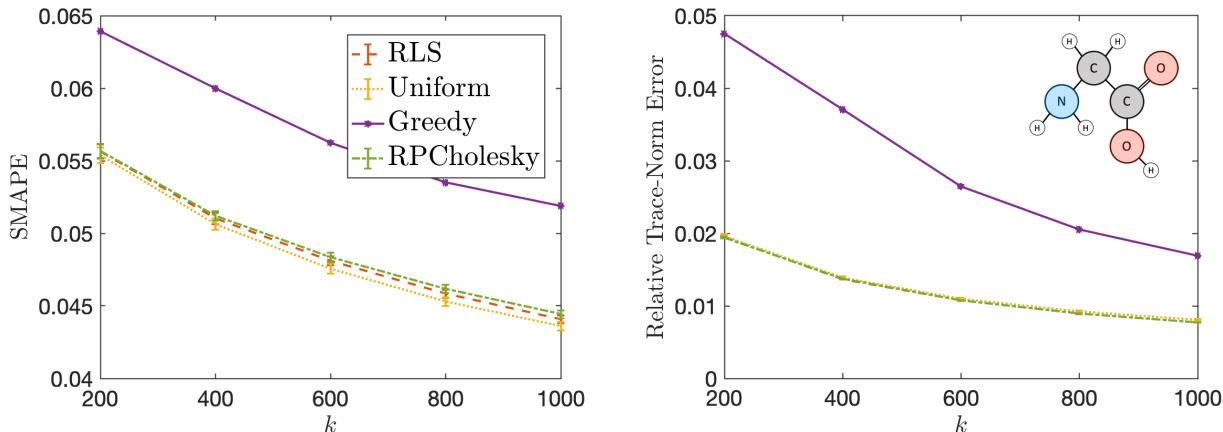 SMAPE
0.065
0.06
0.055
0.05
0.045
0.04
200 400 600 800 1000
k
RLS
Uniform
Greedy
RPCholesky
Relative Trace-Norm Error
0.05
0.04
0.03
0.02
0.01
0
200 400 600 800 1000
k
H H
C O
N C
H H O
H